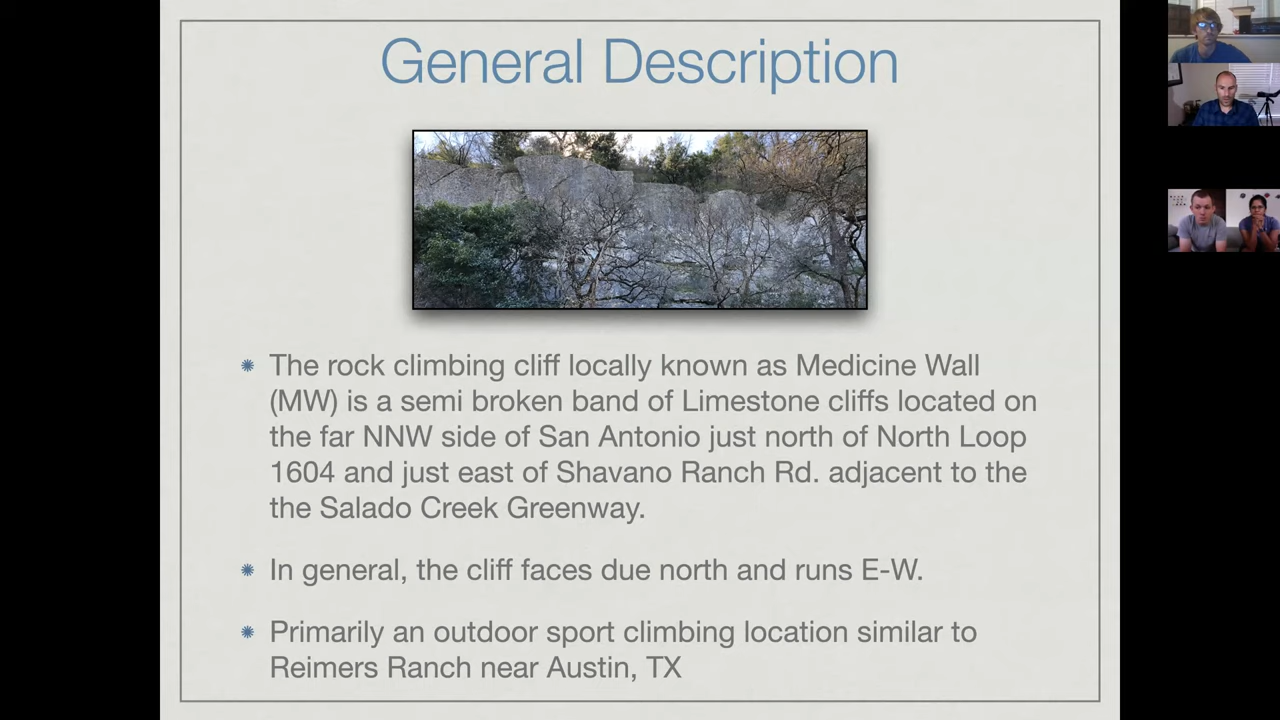 General Description
The rock climbing cliff locally known as Medicine Wall
(MW) is a semi broken band of Limestone cliffs located on
the far NNW side of San Antonio just north of North Loop
1604 and just east of Shavano Ranch Rd. adjacent to the
the Salado Creek Greenway.
In general, the cliff faces due north and runs E-W.
Primarily an outdoor sport climbing location similar to
Reimers Ranch near Austin, TX